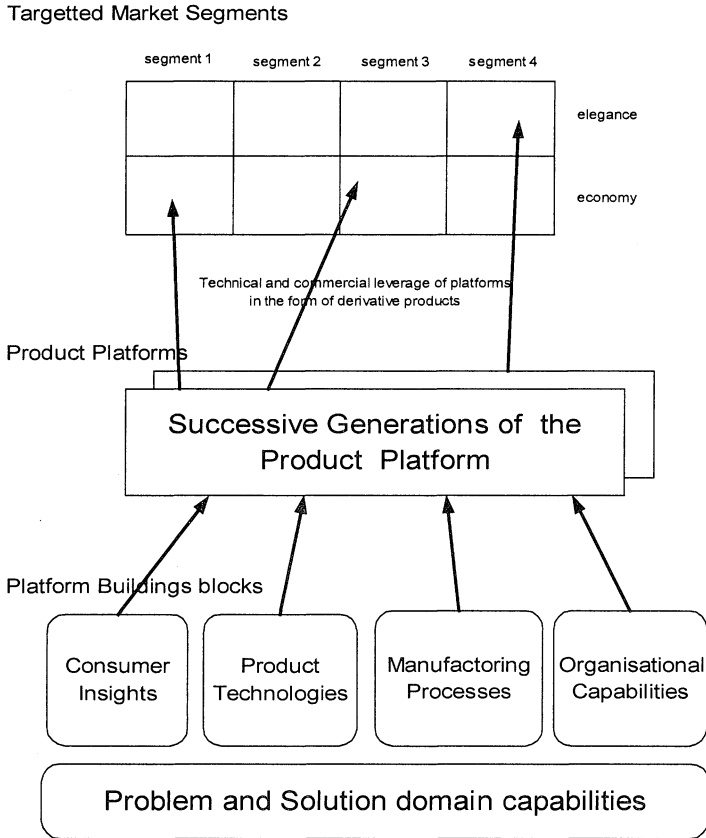 Targetted Market Segments
segment 1 segment 2 segment 3 segment 4
elegance
economy
Technical and commercial leverage of platforms
in the form of derivative products
Product Platforms
Successive Generations of the
Product Platform
Platform Buildings blocks
Consumer
Insights
Product
Technologies
Manufactoring
Processes
Organisational
Capabilities
Problem and Solution domain capabilities